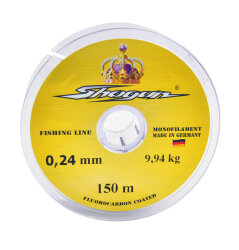 Shogun®
FISHING LINE
MONOFILAMENT
MADE IN GERMANY
0,24 mm
9,94 kg
150 m
FLUOROCARBON COATED